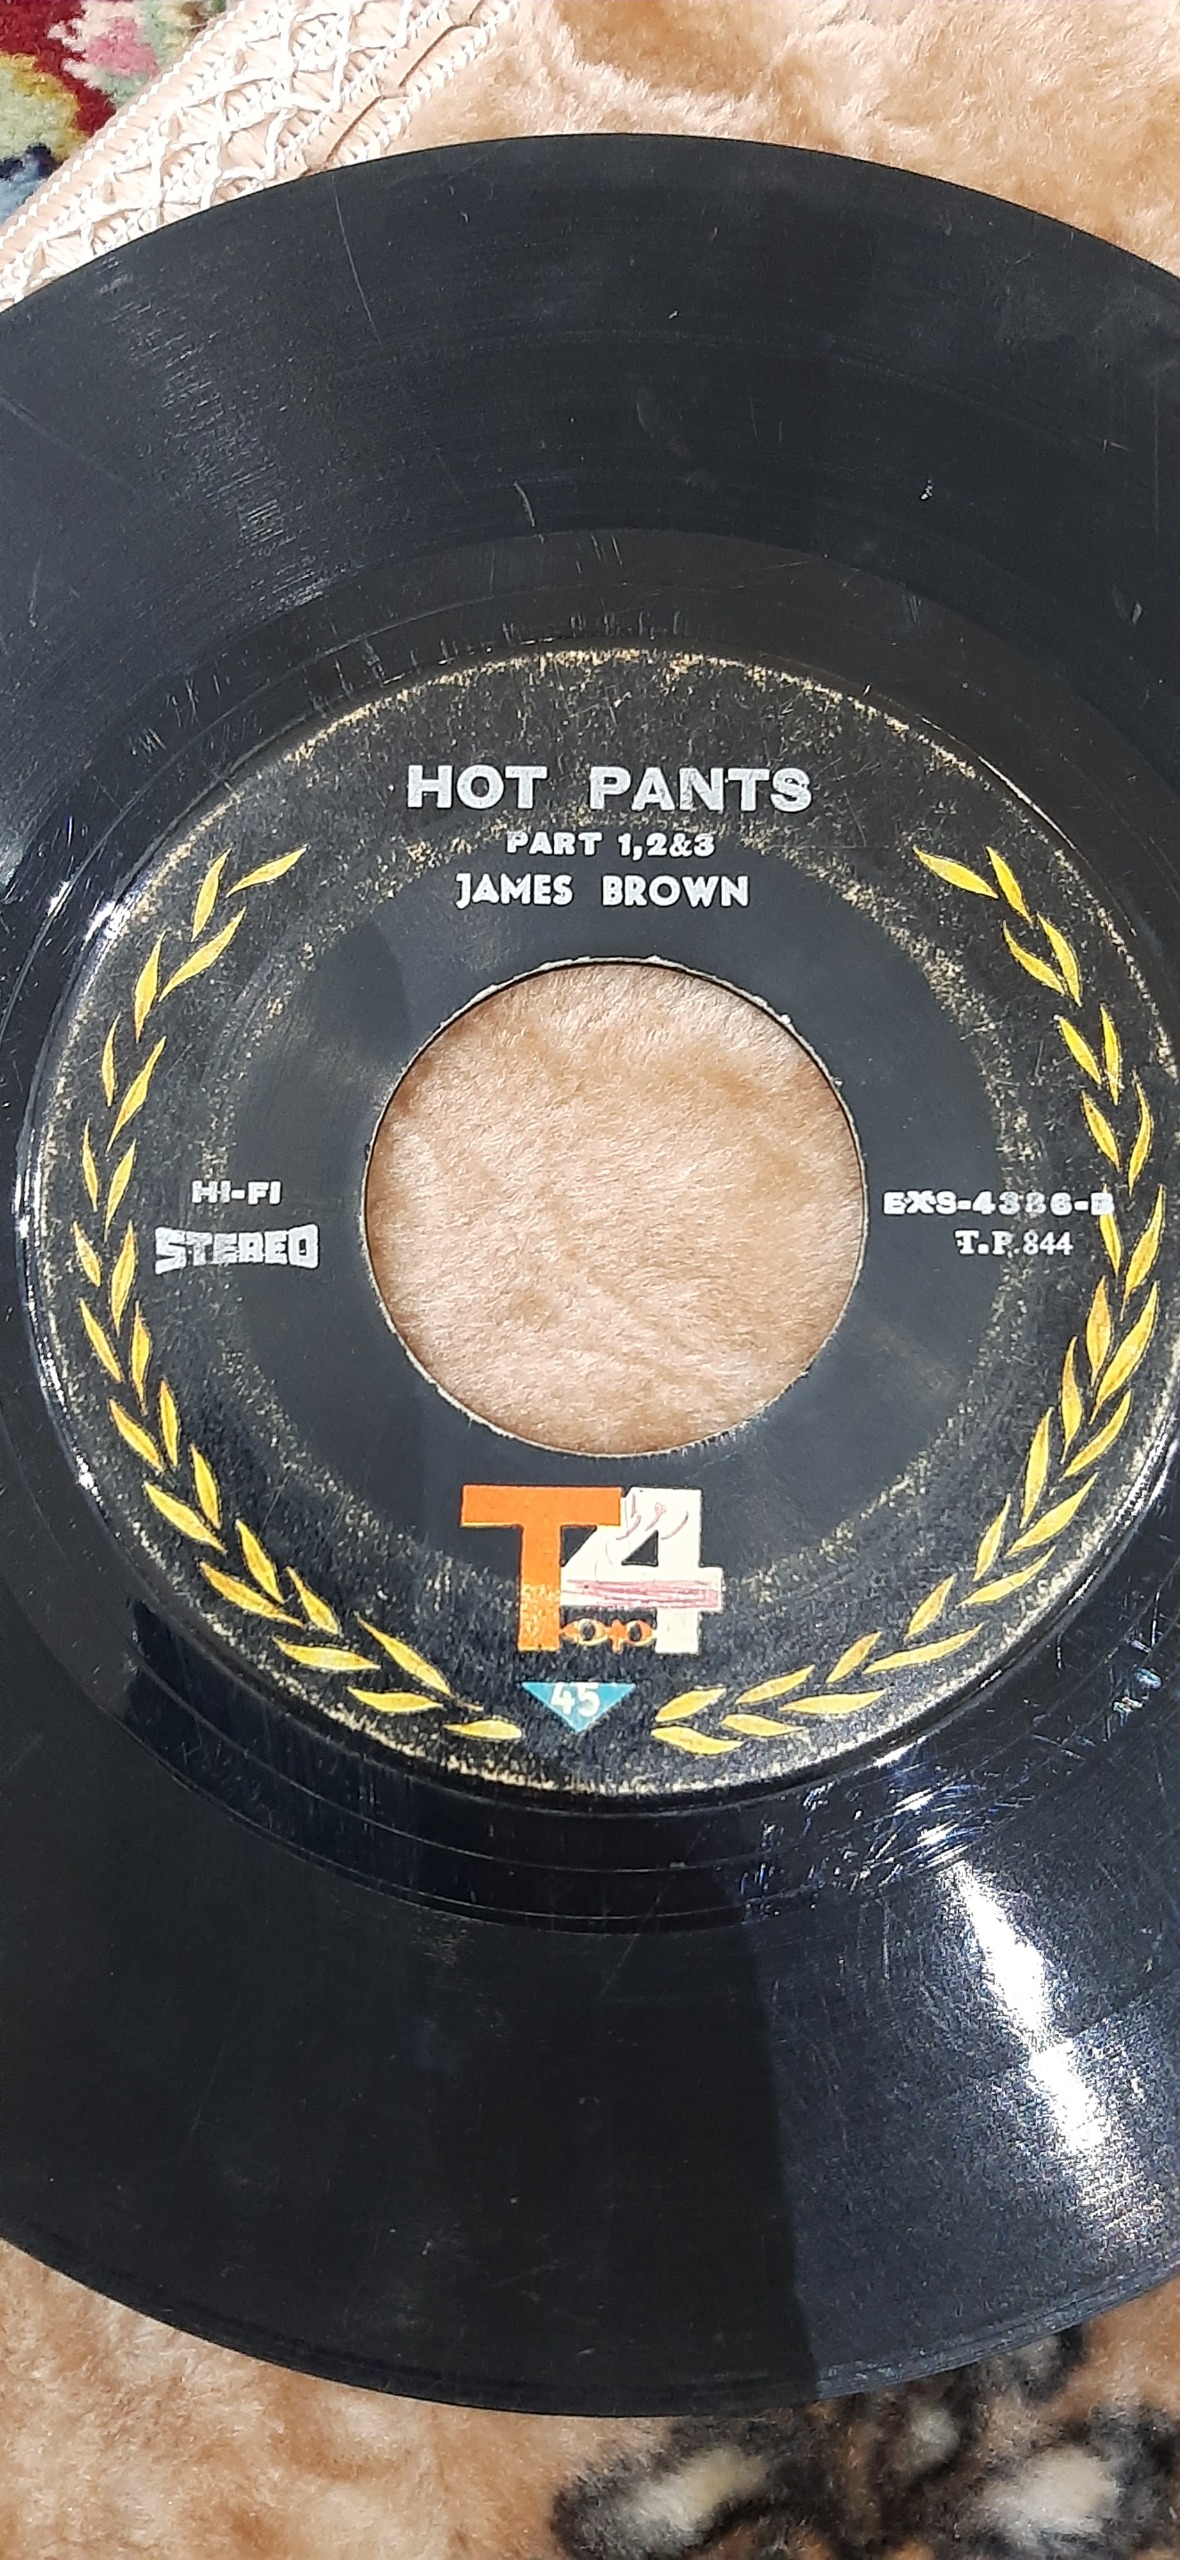 HOT PANTS
PART 1,2&3
JAMES BROWN
HI-FI
STEREO
EXS-4386-B
T.P. 844
T4
45